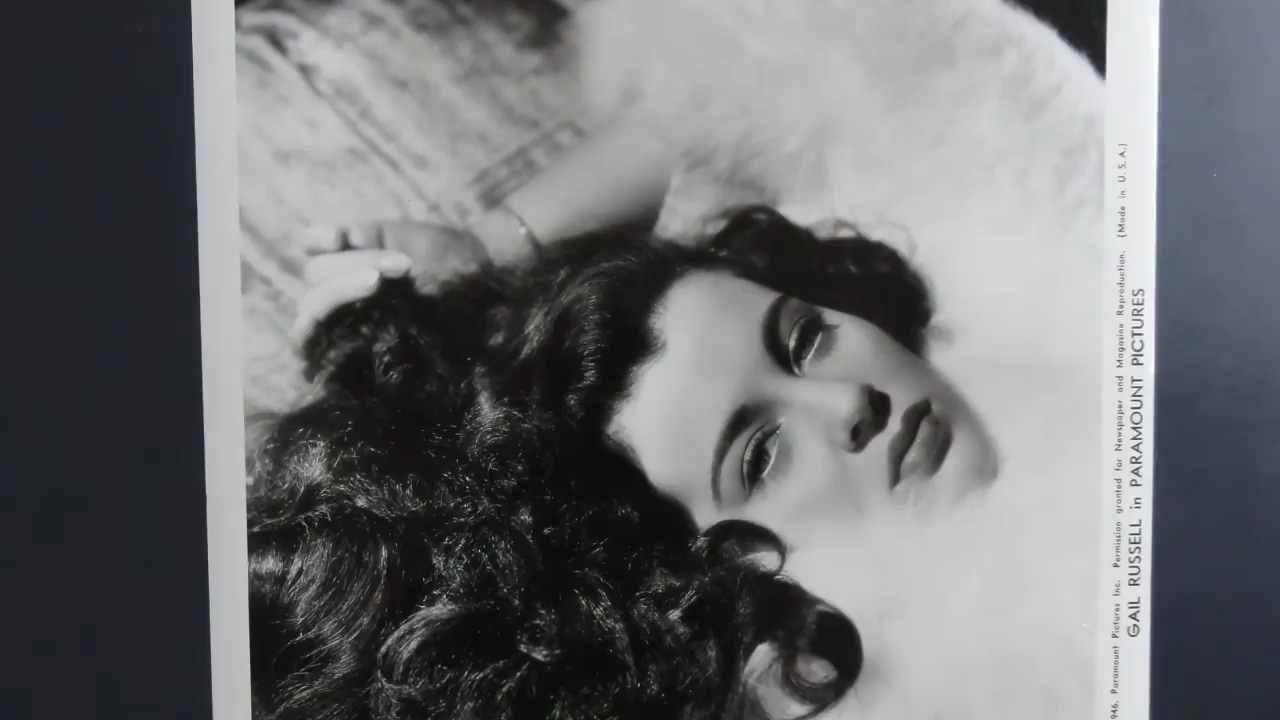 946, Paramount Pictures Inc. Permission granted for Newspaper and Magazine Reproduction. (Made in U.S.A.)
GAIL RUSSELL in PARAMOUNT PICTURES